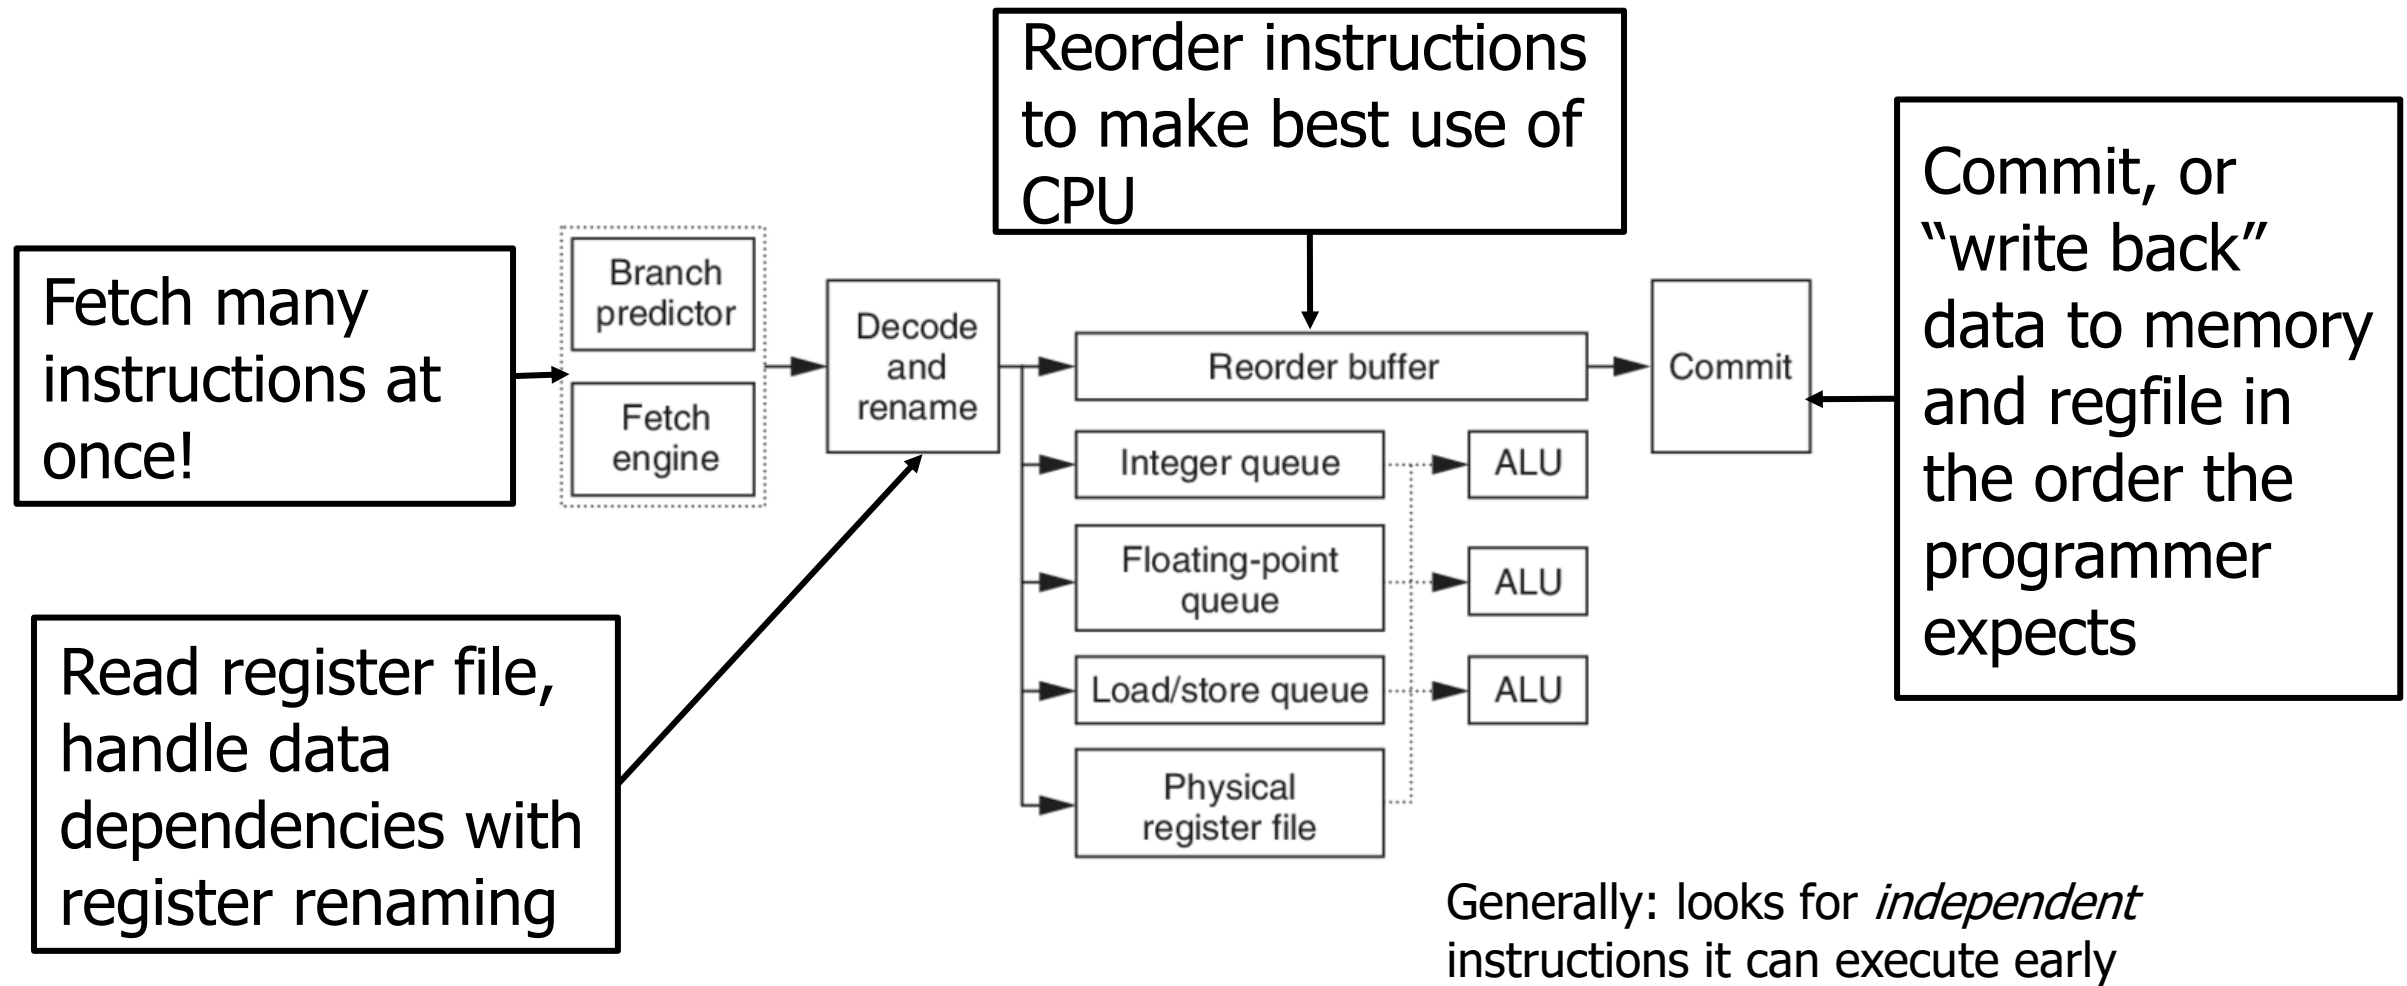 Reorder instructions
to make best use of
CPU
Fetch many
instructions at
once!
Branch
predictor
Fetch
engine
Decode
and
rename
Reorder buffer
Integer queue
Floating-point
queue
Load/store queue
Physical
register file
ALU
ALU
ALU
Commit
Commit, or
“write back”
data to memory
and regfile in
the order the
programmer
expects
Read register file,
handle data
dependencies with
register renaming
Generally: looks for independent
instructions it can execute early